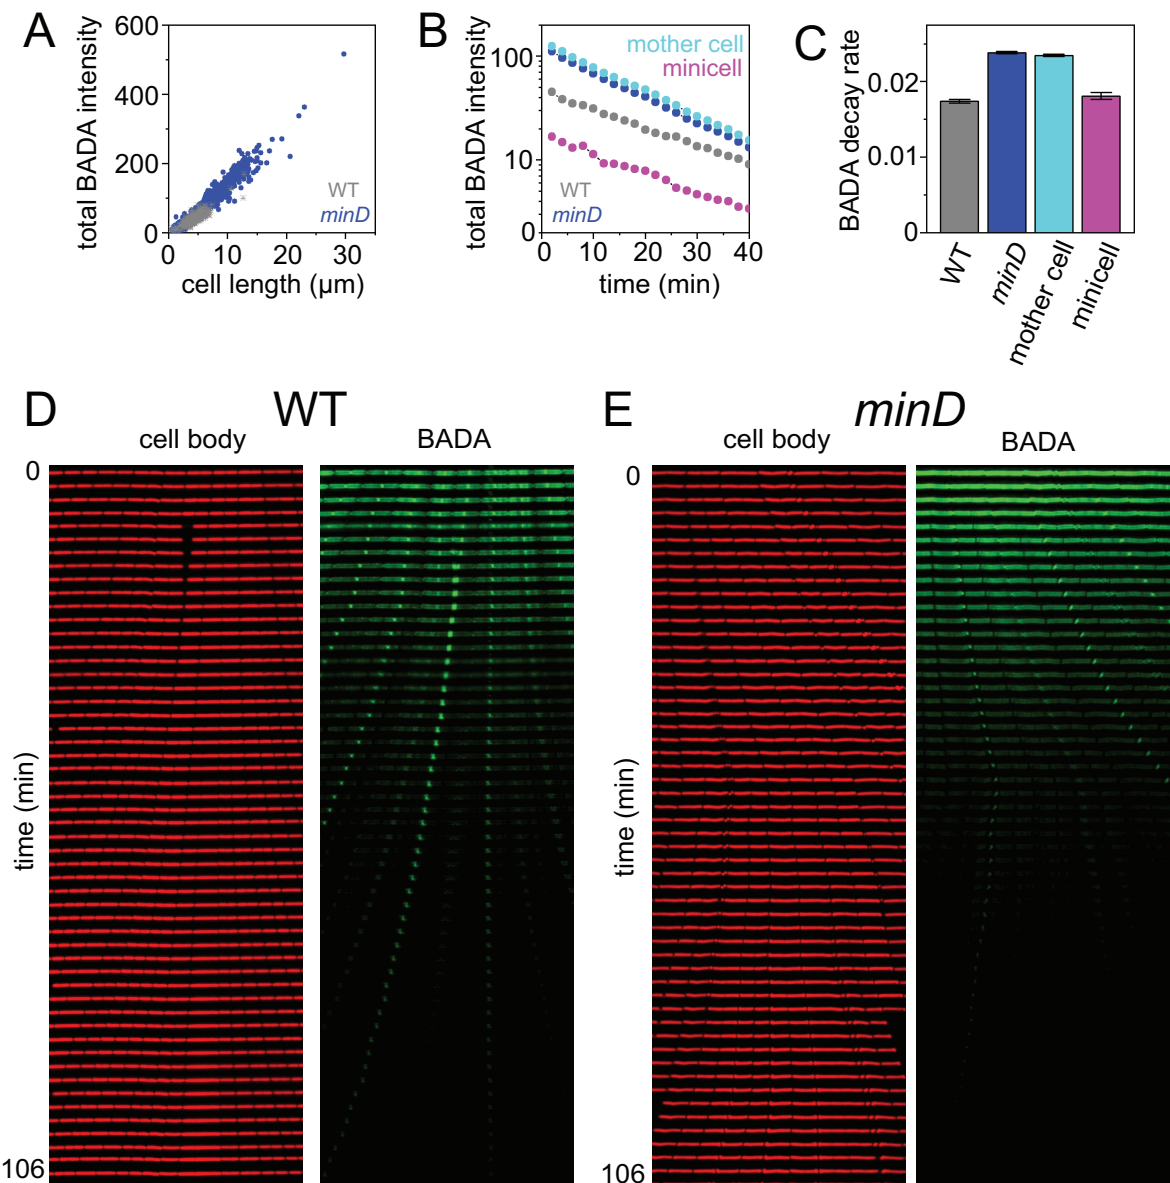 A
total BADA intensity
600
400
200
0
0
10
20
30
cell length (µm)
WT
minD
B
total BADA intensity
100
10
0
0
10
20
30
40
time (min)
mother cell
minicell
WT
minD
C
BADA decay rate
0.02
0.01
0
WT
minD
mother cell
minicell
D
WT
cell body
BADA
0
time (min)
106
E
minD
cell body
BADA
0
time (min)
106